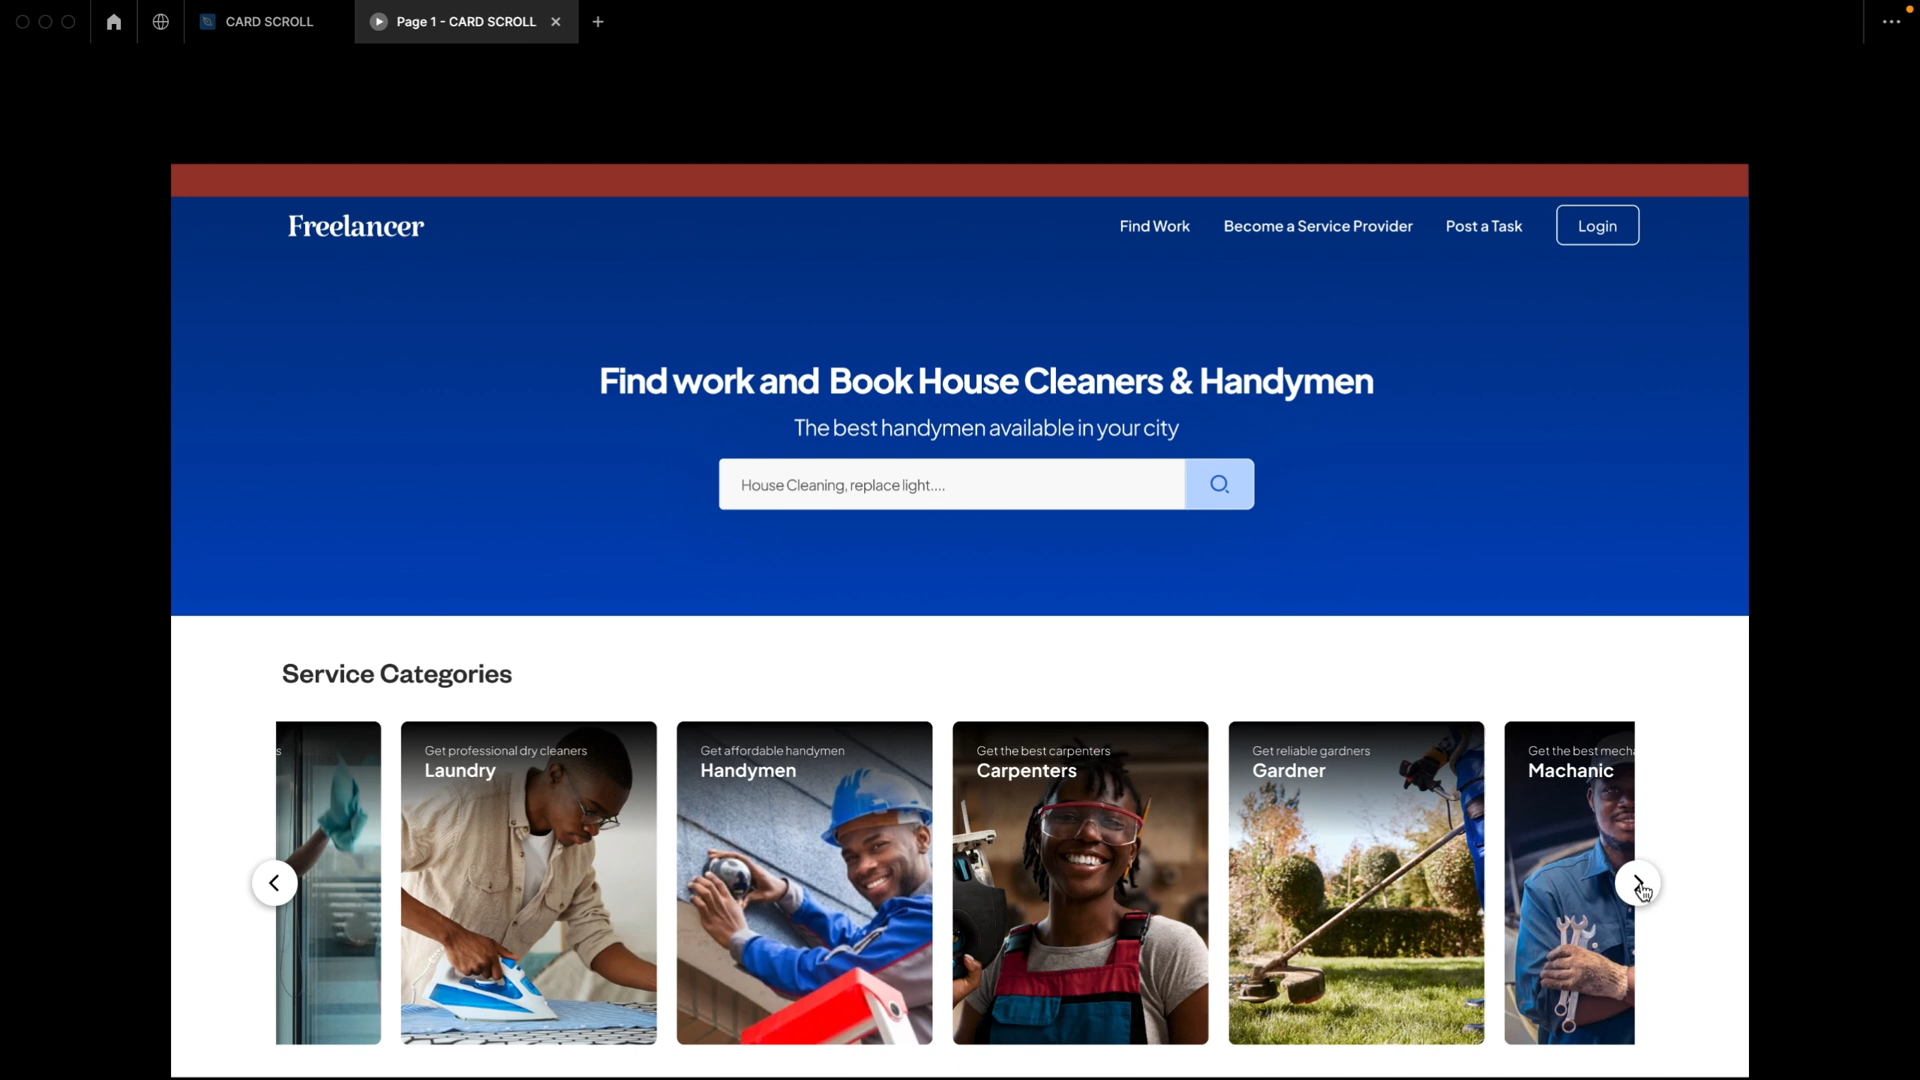 CARD SCROLL
Page 1 - CARD SCROLL
Freelancer
Find Work
Become a Service Provider
Post a Task
Login
Find work and Book House Cleaners & Handymen
The best handymen available in your city
House Cleaning, replace light....
Service Categories
s
Get professional dry cleaners
Laundry
Get affordable handymen
Handymen
Get the best carpenters
Carpenters
Get reliable gardners
Gardner
Get the best mecha
Machanic